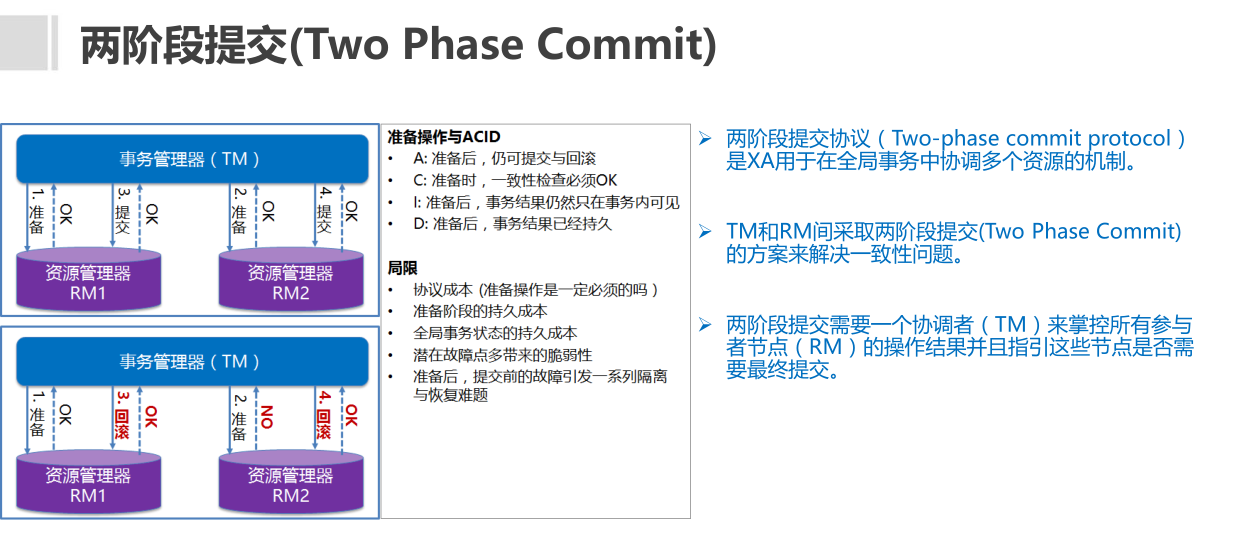 两阶段提交(Two Phase Commit)
事务管理器（TM）
1. 准备
OK
3. 提交
OK
2. 准备
OK
4. 提交
OK
资源管理器
RM1
资源管理器
RM2
事务管理器（TM）
1. 准备
OK
3. 回滚
OK
2. 准备
NO
4. 回滚
OK
资源管理器
RM1
资源管理器
RM2
准备操作与ACID
• A: 准备后，仍可提交与回滚
• C: 准备时，一致性检查必须OK
• I: 准备后，事务结果仍然只在事务内可见
• D: 准备后，事务结果已经持久
局限
• 协议成本 (准备操作是一定必须的吗）
• 准备阶段的持久成本
• 全局事务状态的持久成本
• 潜在故障点多带来的脆弱性
• 准备后，提交前的故障引发一系列隔离
与恢复难题
➢ 两阶段提交协议（Two-phase commit protocol）
是XA用于在全局事务中协调多个资源的机制。
➢ TM和RM间采取两阶段提交(Two Phase Commit)
的方案来解决一致性问题。
➢ 两阶段提交需要一个协调者（TM）来掌控所有参与
者节点（RM）的操作结果并且指引这些节点是否需
要最终提交。